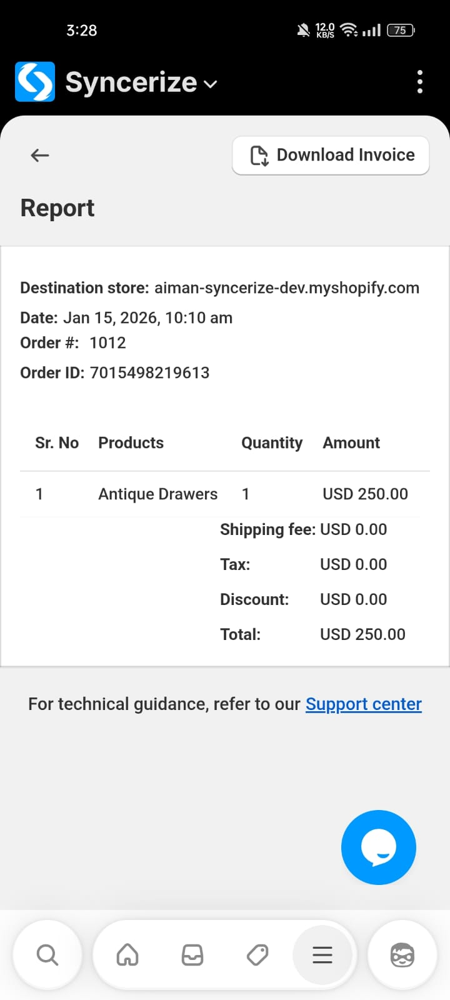 3:28
12.0
KB/S
75
Syncerize
Download Invoice
Report
Destination store: aiman-syncerize-dev.myshopify.com
Date: Jan 15, 2026, 10:10 am
Order #: 1012
Order ID: 7015498219613
Sr. No Products Quantity Amount
1 Antique Drawers 1 USD 250.00
Shipping fee: USD 0.00
Tax: USD 0.00
Discount: USD 0.00
Total: USD 250.00
For technical guidance, refer to our Support center